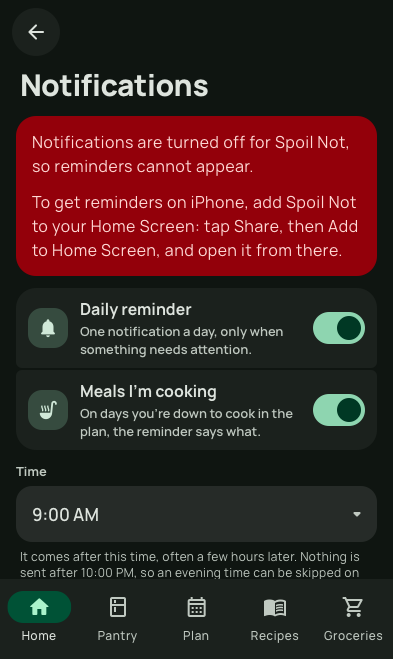 Notifications
Notifications are turned off for Spoil Not,
so reminders cannot appear.
To get reminders on iPhone, add Spoil Not
to your Home Screen: tap Share, then Add
to Home Screen, and open it from there.
Daily reminder
One notification a day, only when
something needs attention.
Meals I'm cooking
On days you're down to cook in the
plan, the reminder says what.
Time
9:00 AM
It comes after this time, often a few hours later. Nothing is
sent after 10:00 PM, so an evening time can be skipped on
Home
Pantry
Plan
Recipes
Groceries